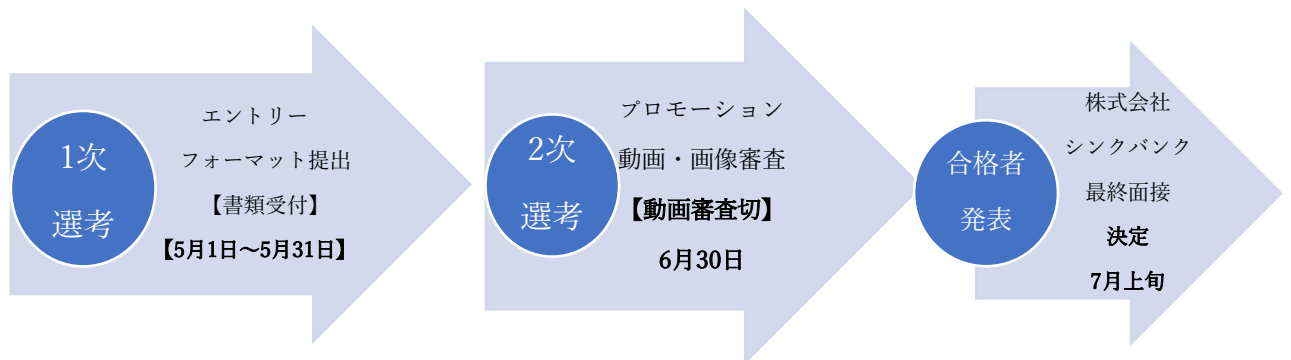 1次
選考
エントリー
フォーマット提出
【書類受付】
【5月1日～5月31日】
2次
選考
プロモーション
動画・画像審査
【動画審査切】
6月30日
合格者
発表
株式会社
シンクバンク
最終面接
決定
7月上旬